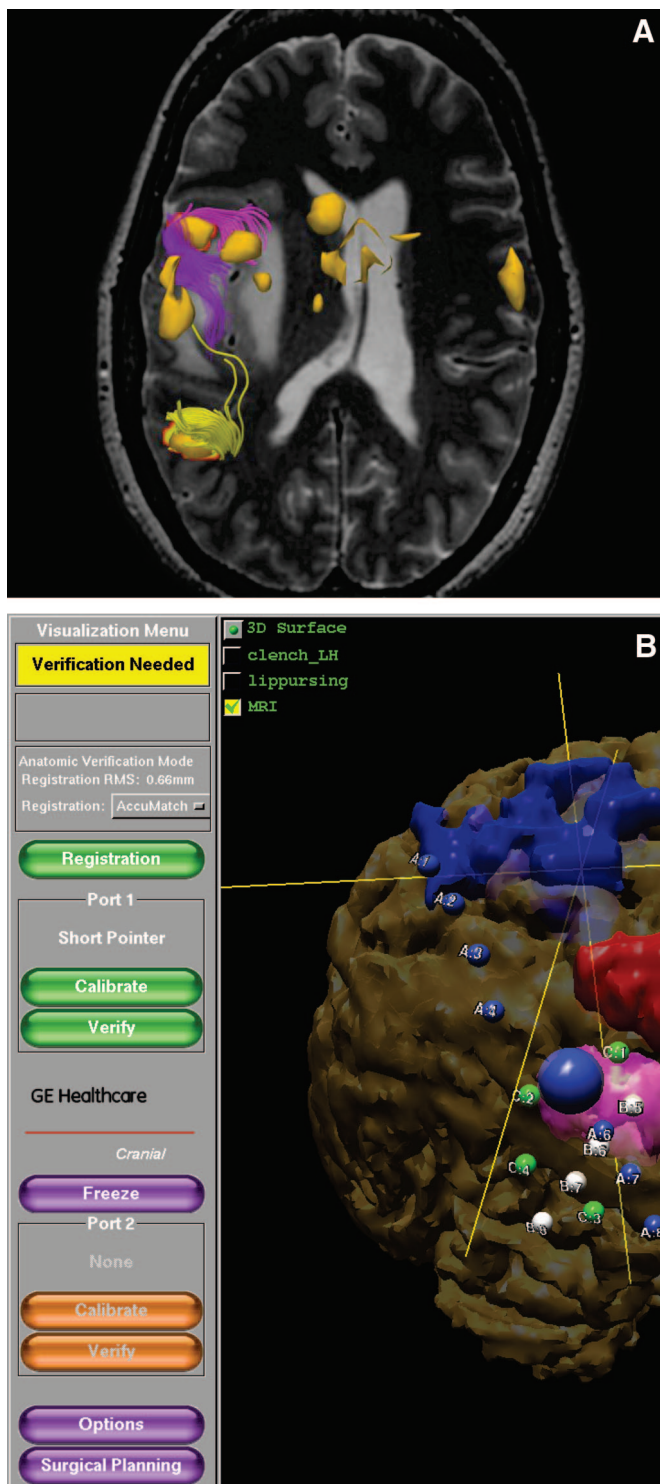 A
Visualization Menu
Verification Needed
Anatomic Verification Mode
Registration RMS: 0.66mm
Registration: AccuMatch
Registration
Port 1
Short Pointer
Calibrate
Verify
GE Healthcare
Cranial
Freeze
Port 2
None
Calibrate
Verify
Options
Surgical Planning
3D Surface
clench_LH
lippursing
MRI
B
A:1
A:2
A:3
A:4
C:1
C:2
B:5
A:6
B:6
C:4
A:7
B:7
C:3
A:8